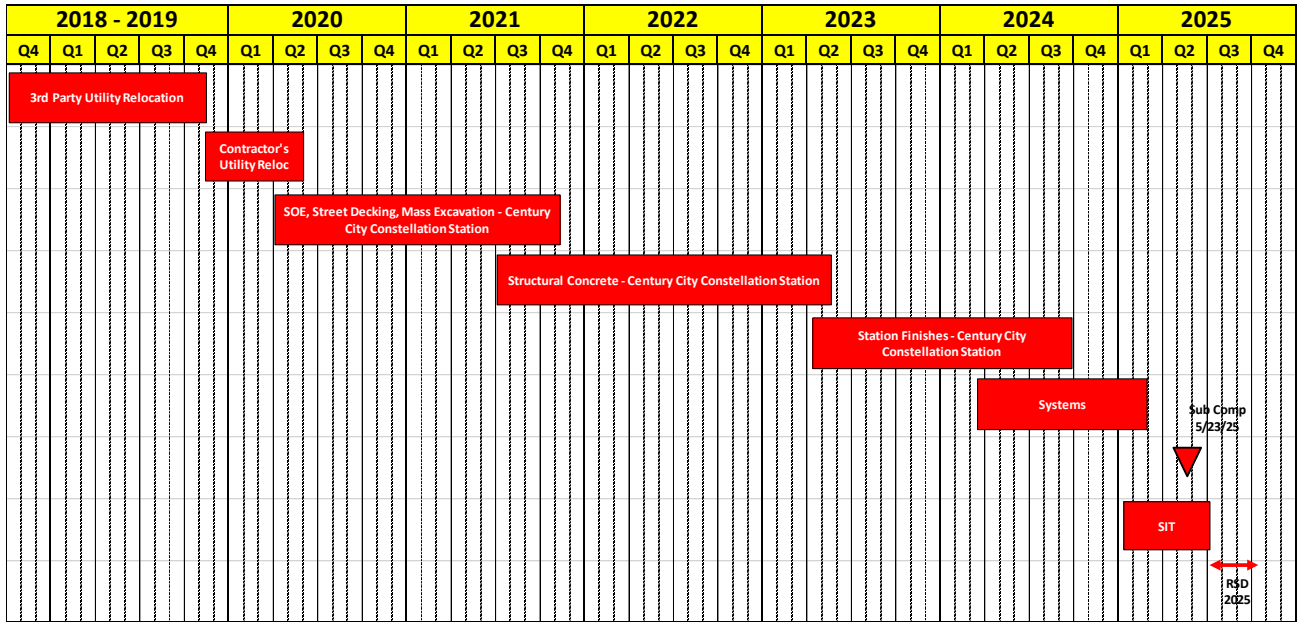 2018 - 2019 2020 2021 2022 2023 2024 2025
Q4 Q1 Q2 Q3 Q4 Q1 Q2 Q3 Q4 Q1 Q2 Q3 Q4 Q1 Q2 Q3 Q4 Q1 Q2 Q3 Q4 Q1 Q2 Q3 Q4 Q1 Q2 Q3 Q4
3rd Party Utility Relocation
Contractor's
Utility Reloc
SOE, Street Decking, Mass Excavation - Century
City Constellation Station
Structural Concrete - Century City Constellation Station
Station Finishes - Century City
Constellation Station
Systems
Sub Comp
5/23/25
SIT
RSD
2025